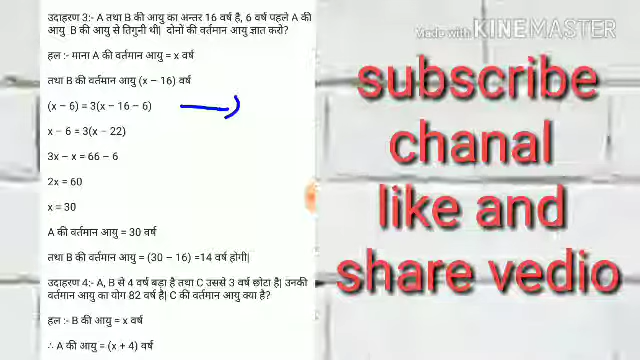 उदाहरण 3:- A तथा B की आयु का अन्तर 16 वर्ष है, 6 वर्ष पहले A की
आयु B की आयु से तिगुनी थी| दोनों की वर्तमान आयु ज्ञात करो?
हल :- माना A की वर्तमान आयु = x वर्ष
तथा B की वर्तमान आयु (x – 16) वर्ष
(x – 6) = 3(x – 16 – 6)
x – 6 = 3(x – 22)
3x – x = 66 – 6
2x = 60
x = 30
A की वर्तमान आयु = 30 वर्ष
तथा B की वर्तमान आयु = (30 – 16) =14 वर्ष होगी|
उदाहरण 4:- A, B से 4 वर्ष बड़ा है तथा C उससे 3 वर्ष छोटा है| उनकी
वर्तमान आयु का योग 82 वर्ष है| C की वर्तमान आयु क्या है?
हल :- B की आयु = x वर्ष
∴ A की आयु = (x + 4) वर्ष
Made with KINEMASTER
subscribe
chanal
like and
share vedio